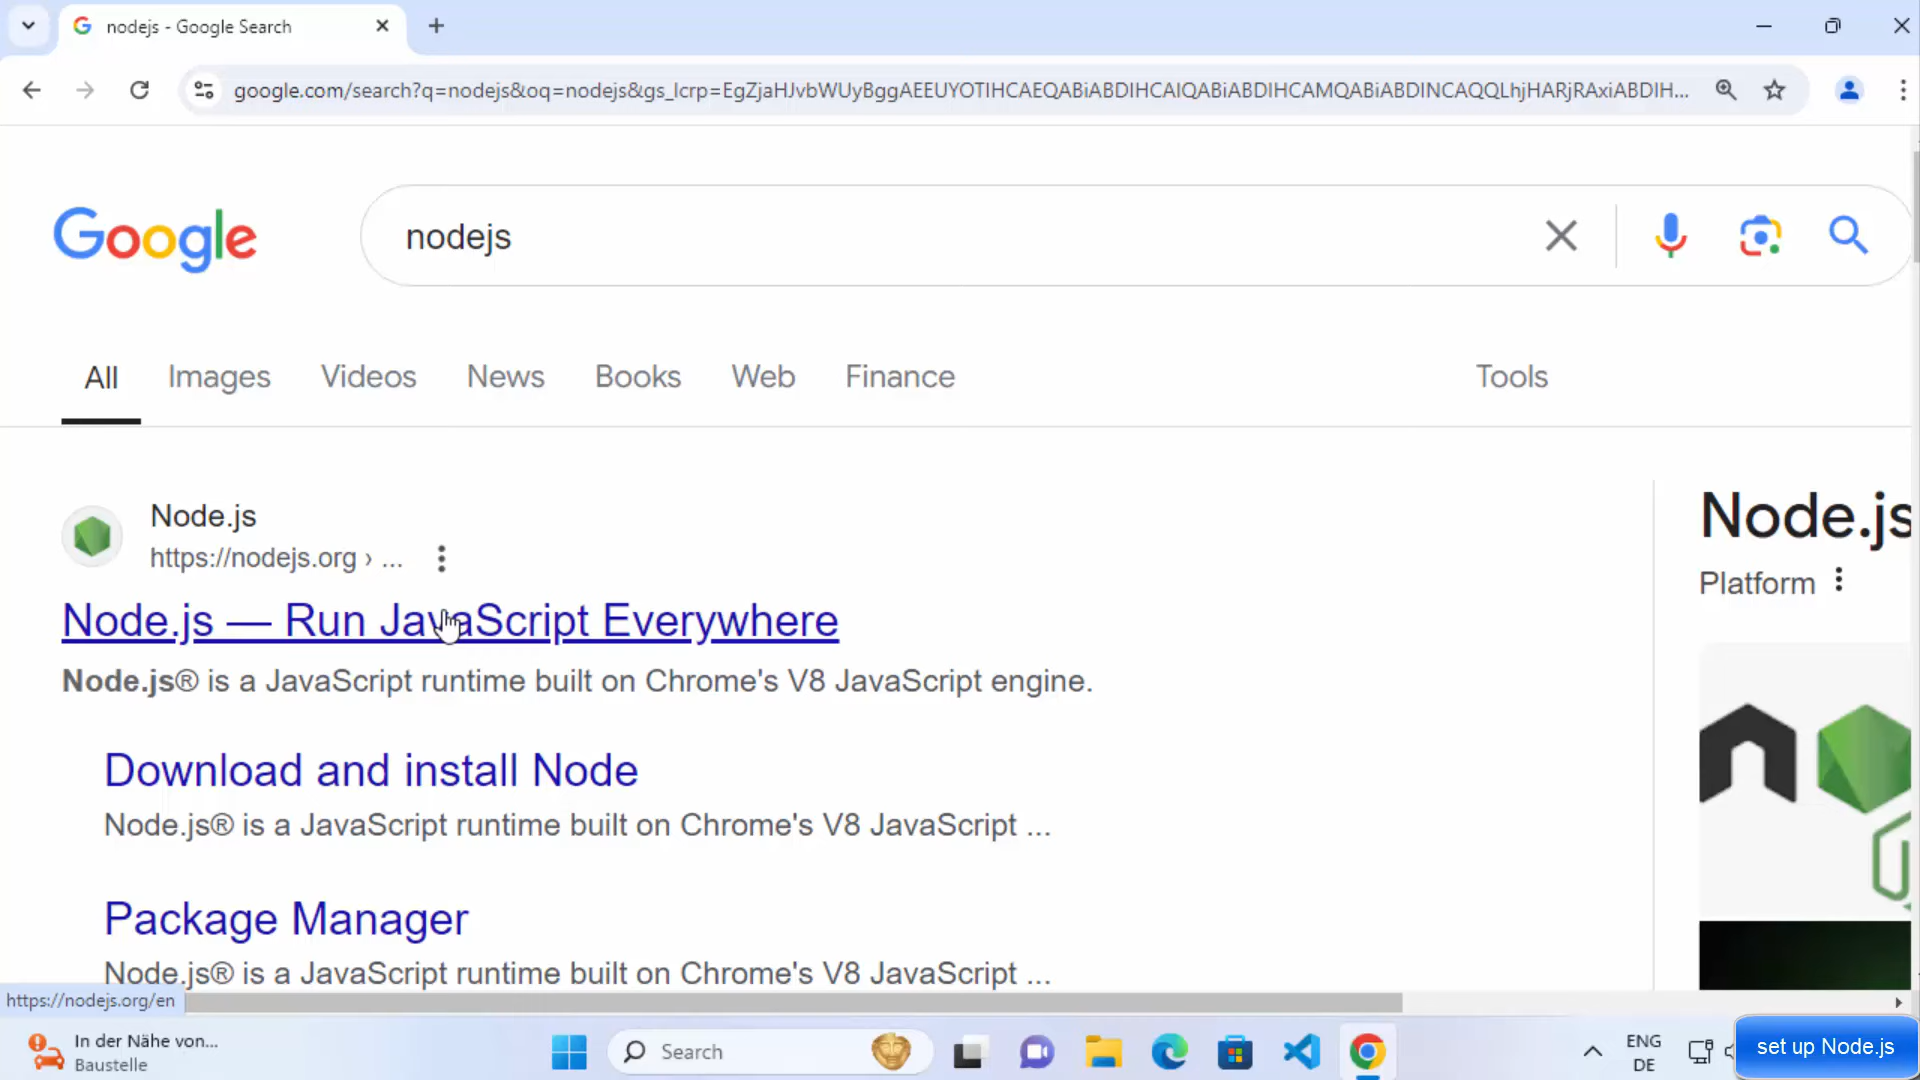 nodejs - Google Search
google.com/search?q=nodejs&oq=nodejs&gs_lcrp=EgZjaHJvbWUyBggAEEUYOTIHCAEQABiABDIHCAIQABiABDIHCAMQABiABDINCAQQLhjHARjRAxiABDIH...
Google
nodejs
All
Images
Videos
News
Books
Web
Finance
Tools
Node.js
https://nodejs.org › ...
Node.js — Run JavaScript Everywhere
Node.js® is a JavaScript runtime built on Chrome's V8 JavaScript engine.
Download and install Node
Node.js® is a JavaScript runtime built on Chrome's V8 JavaScript ...
Package Manager
Node.js® is a JavaScript runtime built on Chrome's V8 JavaScript ...
Node.js
Platform
https://nodejs.org/en
In der Nähe von...
Baustelle
Search
ENG
DE
set up Node.js